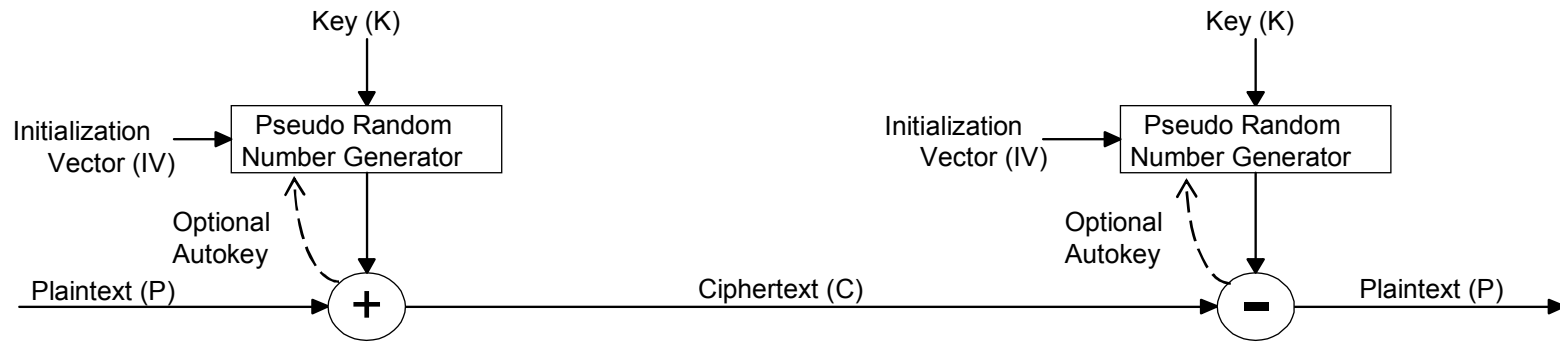 Key (K)
Key (K)
Initialization
Vector (IV)
Pseudo Random
Number Generator
Initialization
Vector (IV)
Pseudo Random
Number Generator
Optional
Autokey
Optional
Autokey
Plaintext (P)
+
Ciphertext (C)
-
Plaintext (P)